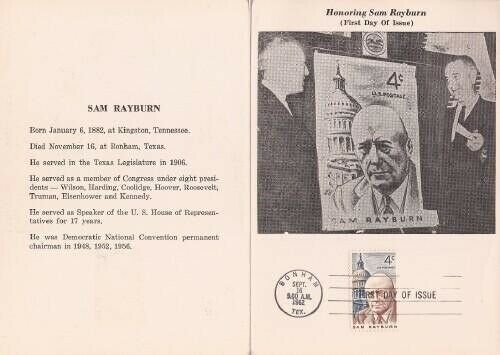 SAM RAYBURN
Born January 6, 1882, at Kingston, Tennessee.
Died November 16, at Bonham, Texas.
He served in the Texas Legislature in 1906.
He served as a member of Congress under eight presi-
dents — Wilson, Harding, Coolidge, Hoover, Roosevelt,
Truman, Eisenhower and Kennedy.
He served as Speaker of the U. S. House of Represen-
tatives for 17 years.
He was Democratic National Convention permanent
chairman in 1948, 1952, 1956.
Honoring Sam Rayburn
(First Day Of Issue)
4¢
U.S. POSTAGE
SAM RAYBURN
BONHAM
SEPT.
16
9:00 A.M.
1962
TEX.
4¢
U.S. POSTAGE
FIRST DAY OF ISSUE
SAM RAYBURN